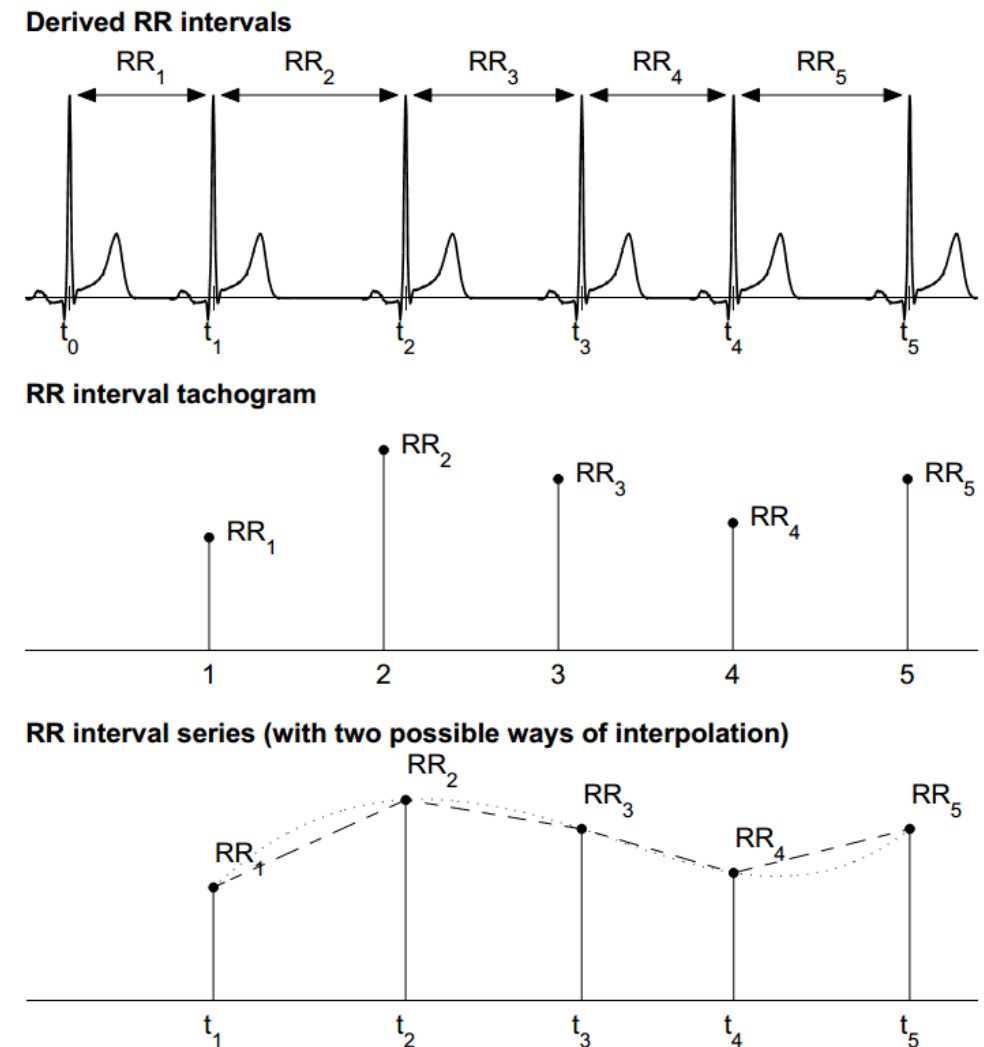 Derived RR intervals
RR1 RR2 RR3 RR4 RR5
t0 t1 t2 t3 t4 t5
RR interval tachogram
RR1 RR2 RR3 RR4 RR5
1 2 3 4 5
RR interval series (with two possible ways of interpolation)
RR1 RR2 RR3 RR4 RR5
t1 t2 t3 t4 t5